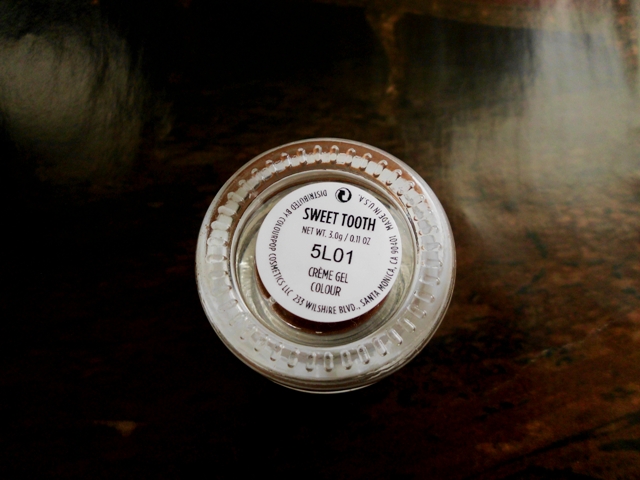 SWEET TOOTH
NET WT. 3.0g / 0.11 OZ
5L01
CRÈME GEL
COLOUR
DISTRIBUTED BY COLOURPOP COSMETICS LLC 233 WILSHIRE BLVD., SANTA MONICA, CA 90401 MADE IN U.S.A.